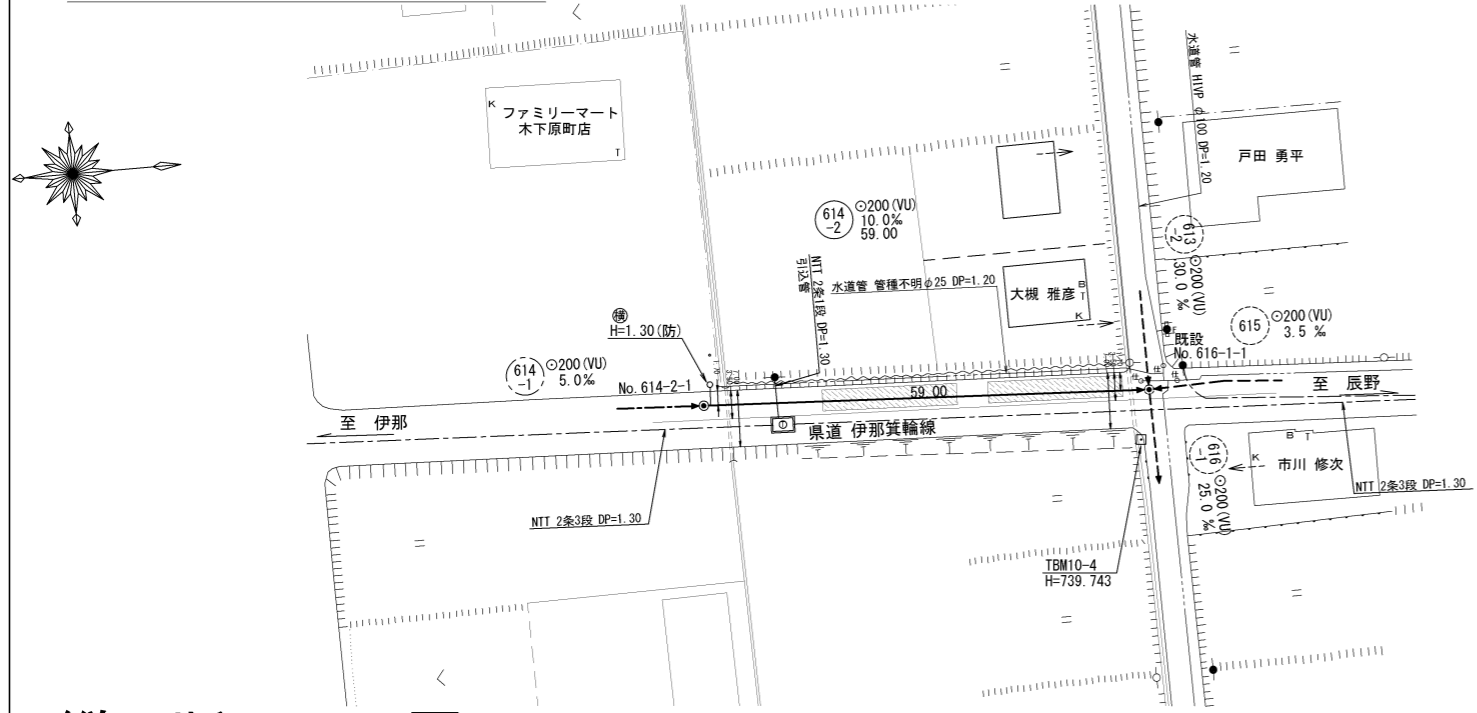 ファミリーマート
木下原町店
K
T
水道管 HIVP φ100 DP=1.20
戸田 勇平
614
-2
⊙200(VU)
10.0‰
59.00
613
-2
⊙200(VU)
30.0 ‰
NTT 2条1段 DP=1.30
引込管
水道管 管種不明φ25 DP=1.20
大槻 雅彦
B
T
K
615
⊙200(VU)
3.5 ‰
㊢
H=1.30(防)
既設
No.616-1-1
614
-1
⊙200(VU)
5.0‰
No.614-2-1
59.00
至 辰野
至 伊那
県道 伊那箕輪線
616
-1
⊙200(VU)
25.0 ‰
B T
K
市川 修次
NTT 2条3段 DP=1.30
NTT 2条3段 DP=1.30
TBM10-4
H=739.743